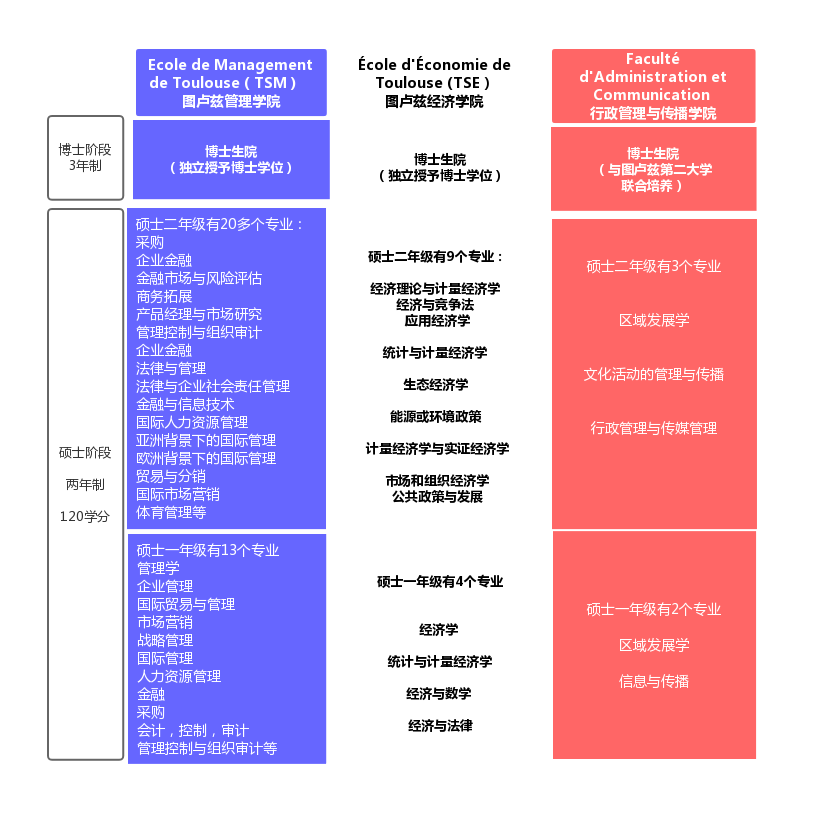 Ecole de Management
de Toulouse（TSM）
图卢兹管理学院
École d'Économie de
Toulouse (TSE）
图卢兹经济学院
Faculté
d'Administration et
Communication
行政管理与传播学院
博士阶段
3年制
博士生院
（独立授予博士学位）
博士生院
（独立授予博士学位）
博士生院
（与图卢兹第二大学
联合培养）
硕士阶段
两年制
120学分
硕士二年级有20多个专业：
采购
企业金融
金融市场与风险评估
商务拓展
产品经理与市场研究
管理控制与组织审计
企业金融
法律与管理
法律与企业社会责任管理
金融与信息技术
国际人力资源管理
亚洲背景下的国际管理
欧洲背景下的国际管理
贸易与分销
国际市场营销
体育管理等
硕士二年级有9个专业：
经济理论与计量经济学
经济与竞争法
应用经济学
统计与计量经济学
生态经济学
能源或环境政策
计量经济学与实证经济学
市场和组织经济学
公共政策与发展
硕士二年级有3个专业
区域发展学
文化活动的管理与传播
行政管理与传媒管理
硕士一年级有13个专业
管理学
企业管理
国际贸易与管理
市场营销
战略管理
国际管理
人力资源管理
金融
采购
会计，控制，审计
管理控制与组织审计等
硕士一年级有4个专业
经济学
统计与计量经济学
经济与数学
经济与法律
硕士一年级有2个专业
区域发展学
信息与传播